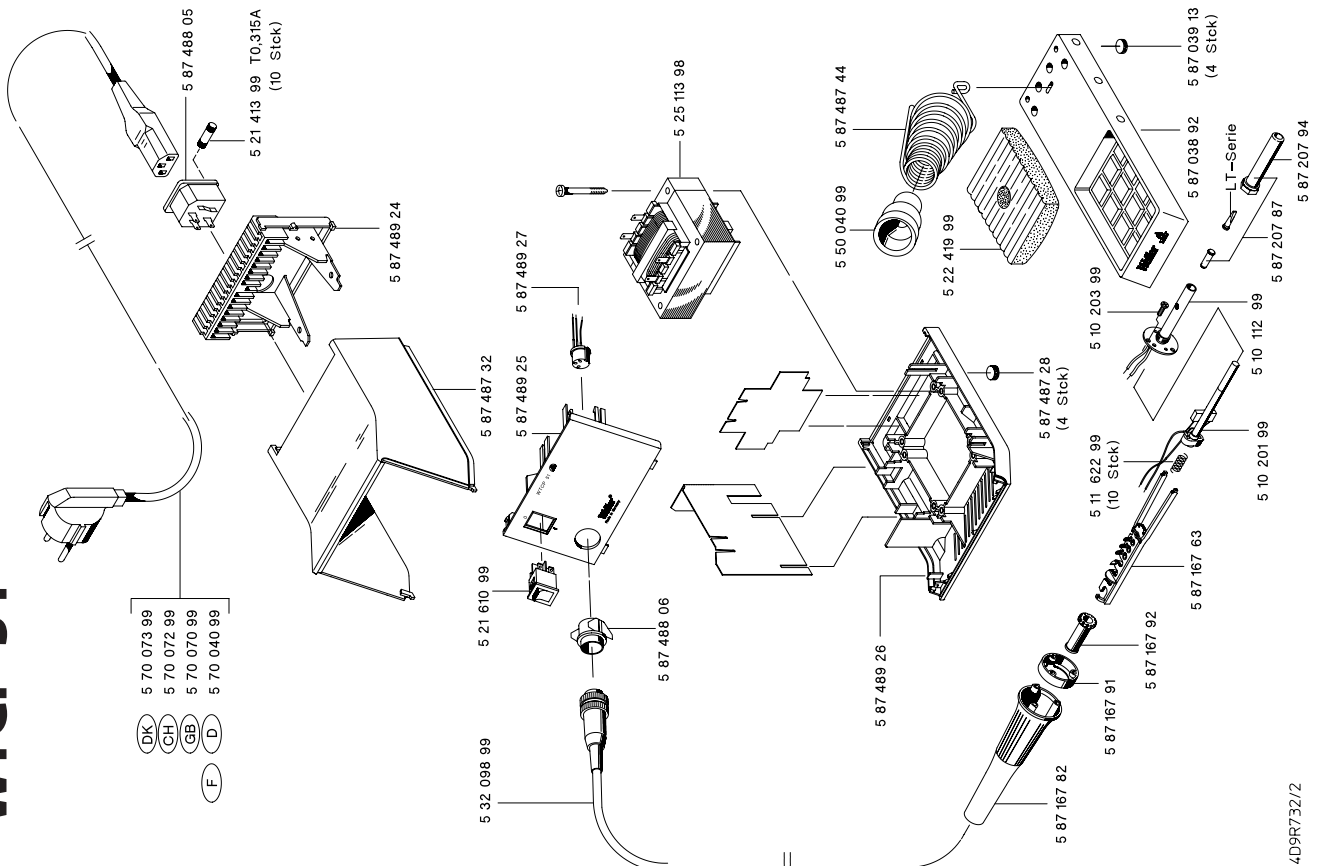 DK 5 70 073 99
CH 5 70 072 99
GB 5 70 070 99
F D 5 70 040 99
5 87 488 05
5 21 413 99 T0,315A
(10 Stck)
5 87 489 24
5 87 487 32
5 87 489 27
5 87 489 25
WTCP 51
Weller
5 21 610 99
5 87 488 06
5 32 098 99
5 25 113 98
5 87 487 28
(4 Stck)
5 87 489 26
5 87 487 44
5 50 040 99
5 22 419 99
5 87 039 13
(4 Stck)
5 87 038 92
Weller
LT-Serie
5 87 207 94
5 87 207 87
5 10 203 99
5 10 112 99
5 11 622 99
(10 Stck)
5 10 201 99
5 87 167 63
5 87 167 92
5 87 167 91
5 87 167 82
4D9R732/2